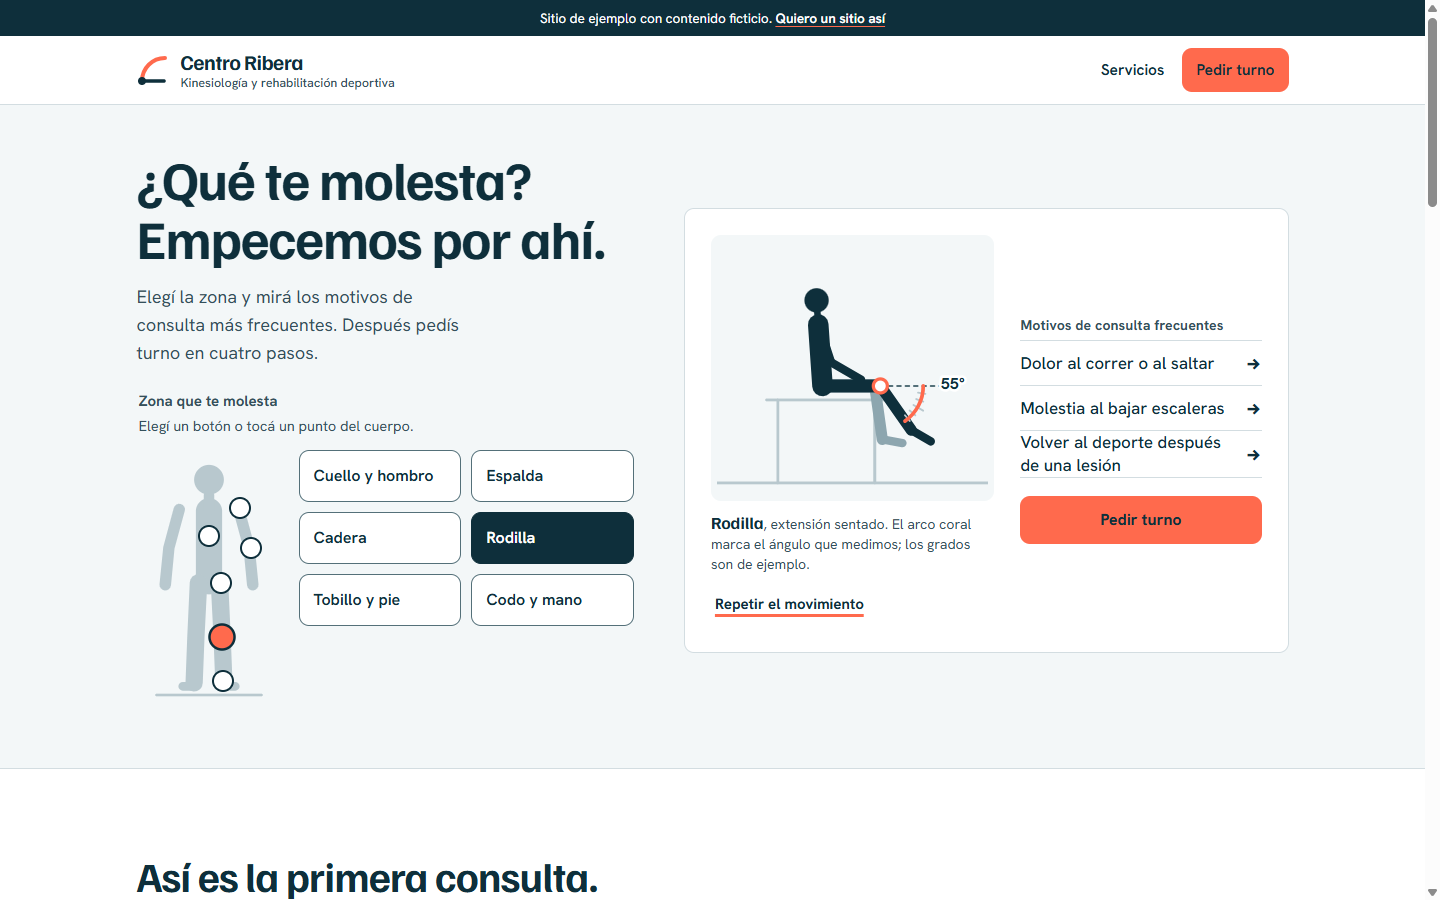 Sitio de ejemplo con contenido ficticio. Quiero un sitio así
Centro Ribera
Kinesiología y rehabilitación deportiva
Servicios
Pedir turno
¿Qué te molesta?
Empecemos por ahí.
Elegí la zona y mirá los motivos de
consulta más frecuentes. Después pedís
turno en cuatro pasos.
Zona que te molesta
Elegí un botón o tocá un punto del cuerpo.
Cuello y hombro
Espalda
Cadera
Rodilla
Tobillo y pie
Codo y mano
55°
Rodilla, extensión sentado. El arco coral
marca el ángulo que medimos; los grados
son de ejemplo.
Repetir el movimiento
Motivos de consulta frecuentes
Dolor al correr o al saltar
Molestia al bajar escaleras
Volver al deporte después
de una lesión
Pedir turno
Así es la primera consulta.